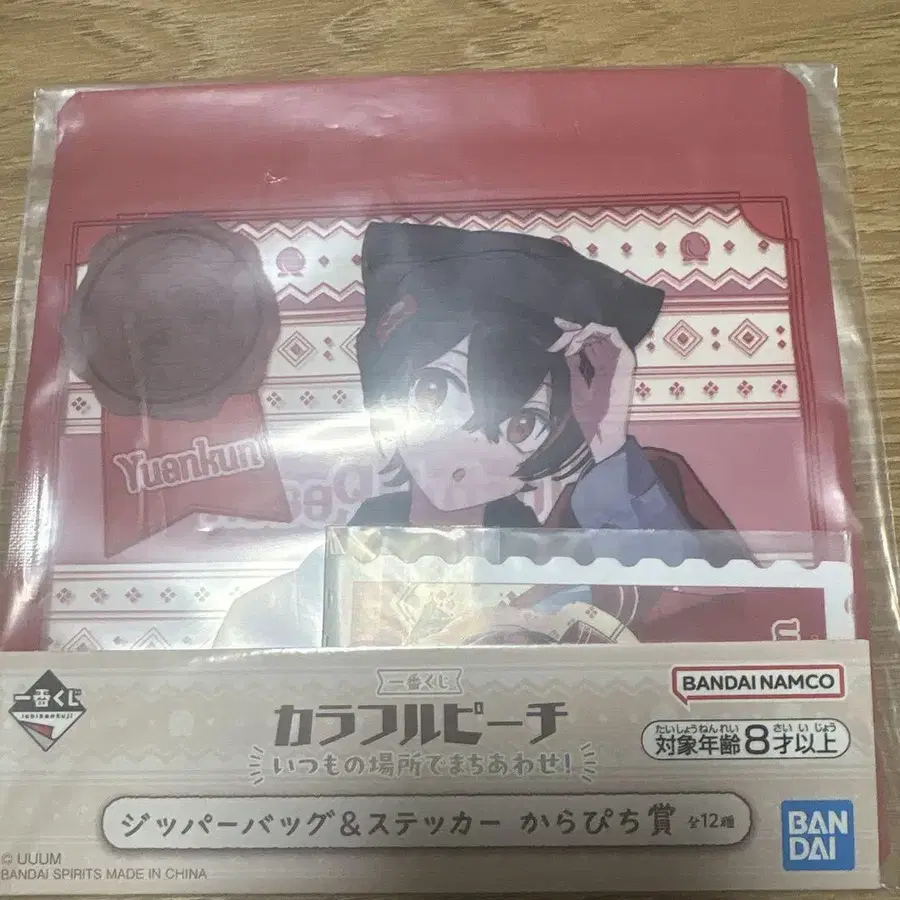 Yuankun
一番くじ
ichibankuji
一番くじ
カラフルピーチ
いつもの場所でまちあわせ!
BANDAI NAMCO
たいしょうねんれい さい い じょう
対象年齢8才以上
ジッパーバッグ&ステッカー からぴち賞 全12種
BAN
DAI
© UUUM
BANDAI SPIRITS MADE IN CHINA